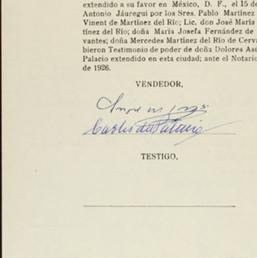 extendido a su favor en México, D. F., el 15 de
Antonio Jáuregui por los Sres. Pablo Martínez
Vinent de Martínez del Río; Lic. don José María
tínez del Río; doña María Josefa Fernández de
vantes; doña Mercedes Martínez del Río de Cerva
bieron Testimonio de poder de doña Dolores Ass
Palacio extendido en esta ciudad; ante el Notario
de 1926.
VENDEDOR,
Carlos
TESTIGO,